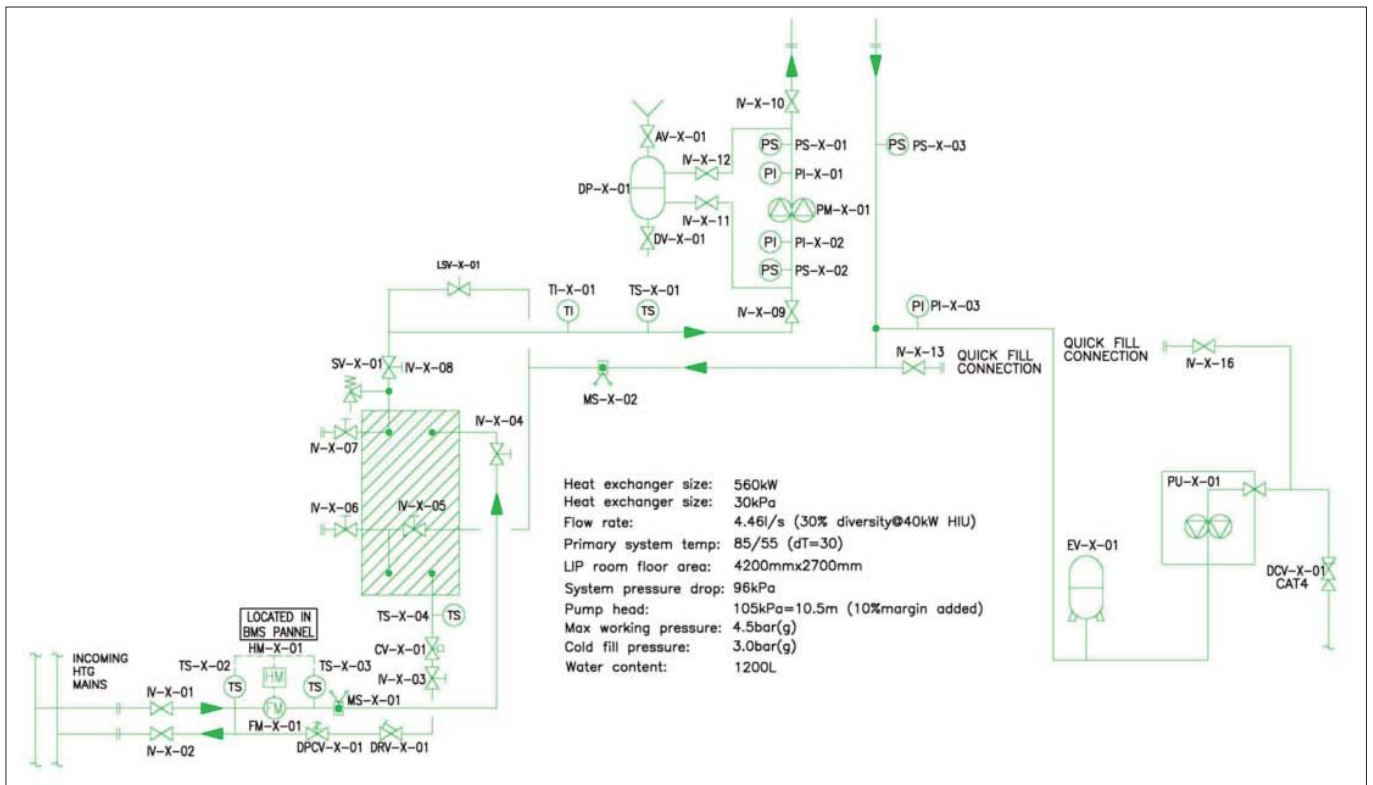 IV-X-10
AV-X-01
IV-X-12
PS PS-X-01
PS PS-X-03
PI PI-X-01
DP-X-01
PM-X-01
IV-X-11
DV-X-01
PI PI-X-02
PS PS-X-02
LSV-X-01
TI-X-01
TS-X-01
TI
TS
IV-X-09
PI PI-X-03
SV-X-01
IV-X-08
IV-X-13
QUICK FILL
CONNECTION
QUICK FILL
CONNECTION
IV-X-16
MS-X-02
IV-X-04
IV-X-07
IV-X-06
IV-X-05
Heat exchanger size: 560kW
Heat exchanger size: 30kPa
Flow rate: 4.46l/s (30% diversity@40kW HIU)
Primary system temp: 85/55 (dT=30)
LIP room floor area: 4200mmx2700mm
System pressure drop: 96kPa
Pump head: 105kPa=10.5m (10%margin added)
Max working pressure: 4.5bar(g)
Cold fill pressure: 3.0bar(g)
Water content: 1200L
PU-X-01
EV-X-01
DCV-X-01
CAT4
LOCATED IN
BMS PANNEL
TS-X-04 TS
HM-X-01
CV-X-01
INCOMING
HTG
MAINS
TS-X-02
TS-X-03
IV-X-03
HM
TS
TS
IV-X-01
MS-X-01
FM
FM-X-01
IV-X-02
DPCV-X-01
DRV-X-01